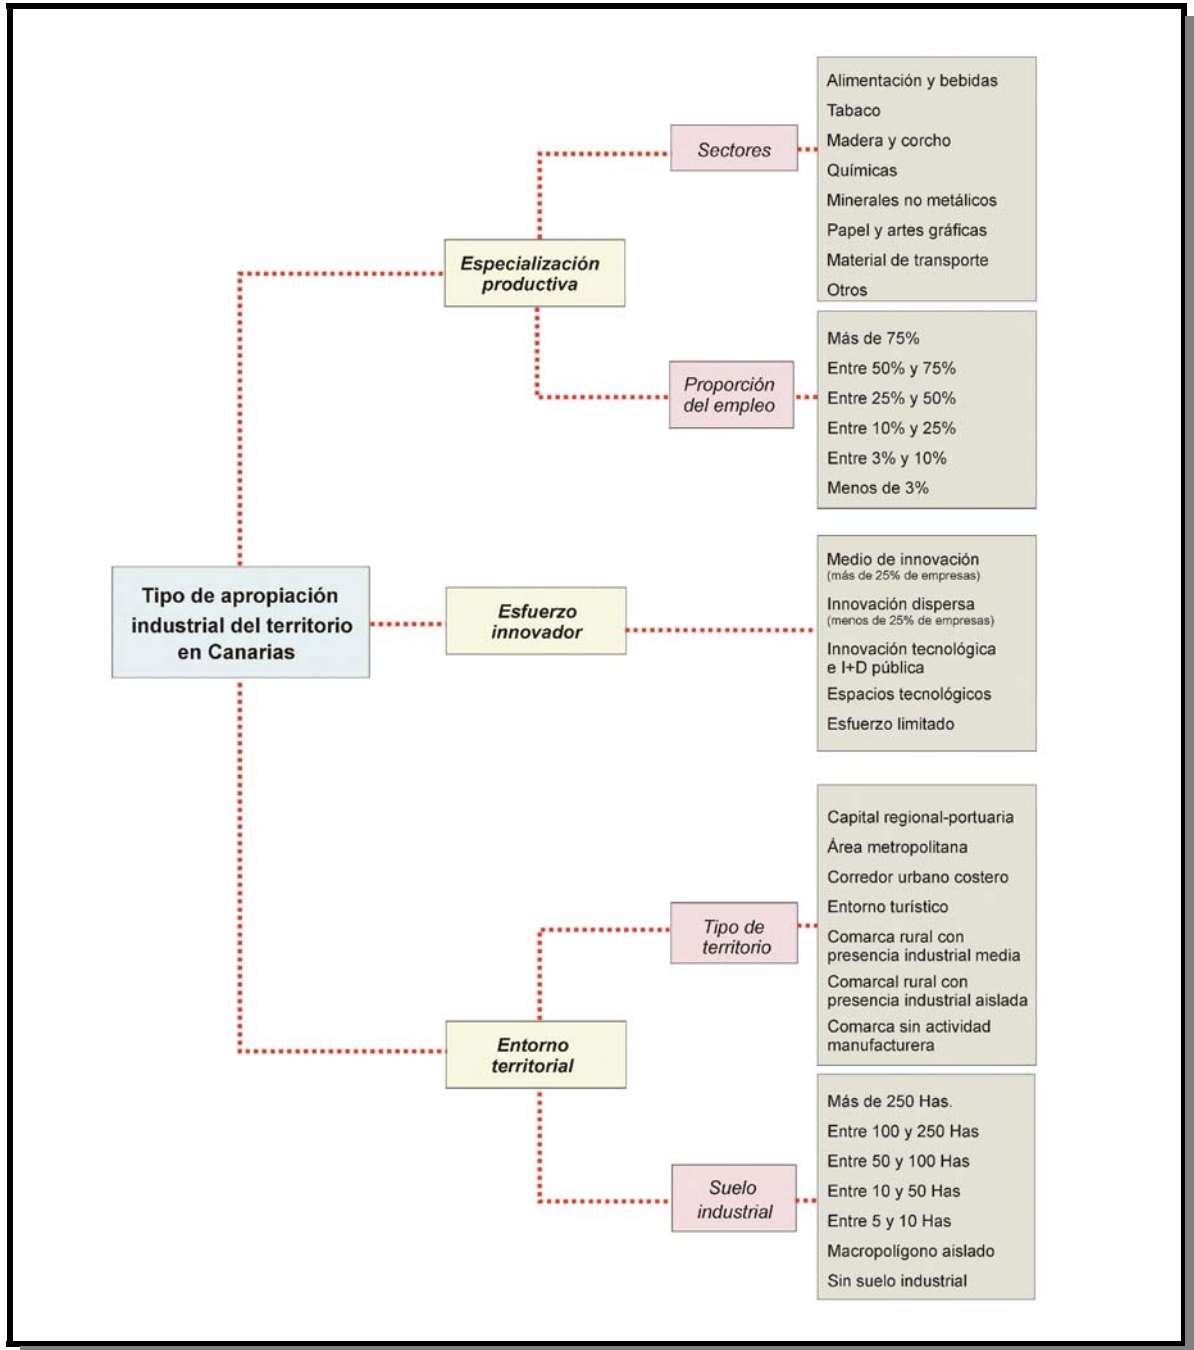 Alimentación y bebidas
Tabaco
Madera y corcho
Químicas
Minerales no metálicos
Papel y artes gráficas
Material de transporte
Otros
Sectores
Especialización
productiva
Más de 75%
Entre 50% y 75%
Entre 25% y 50%
Entre 10% y 25%
Entre 3% y 10%
Menos de 3%
Proporción
del empleo
Tipo de apropiación
industrial del territorio
en Canarias
Esfuerzo
innovador
Medio de innovación
(más de 25% de empresas)
Innovación dispersa
(menos de 25% de empresas)
Innovación tecnológica
e I+D pública
Espacios tecnológicos
Esfuerzo limitado
Capital regional-portuaria
Área metropolitana
Corredor urbano costero
Entorno turístico
Comarca rural con
presencia industrial media
Comarcal rural con
presencia industrial aislada
Comarca sin actividad
manufacturera
Tipo de
territorio
Entorno
territorial
Más de 250 Has.
Entre 100 y 250 Has
Entre 50 y 100 Has
Entre 10 y 50 Has
Entre 5 y 10 Has
Macropolígono aislado
Sin suelo industrial
Suelo
industrial